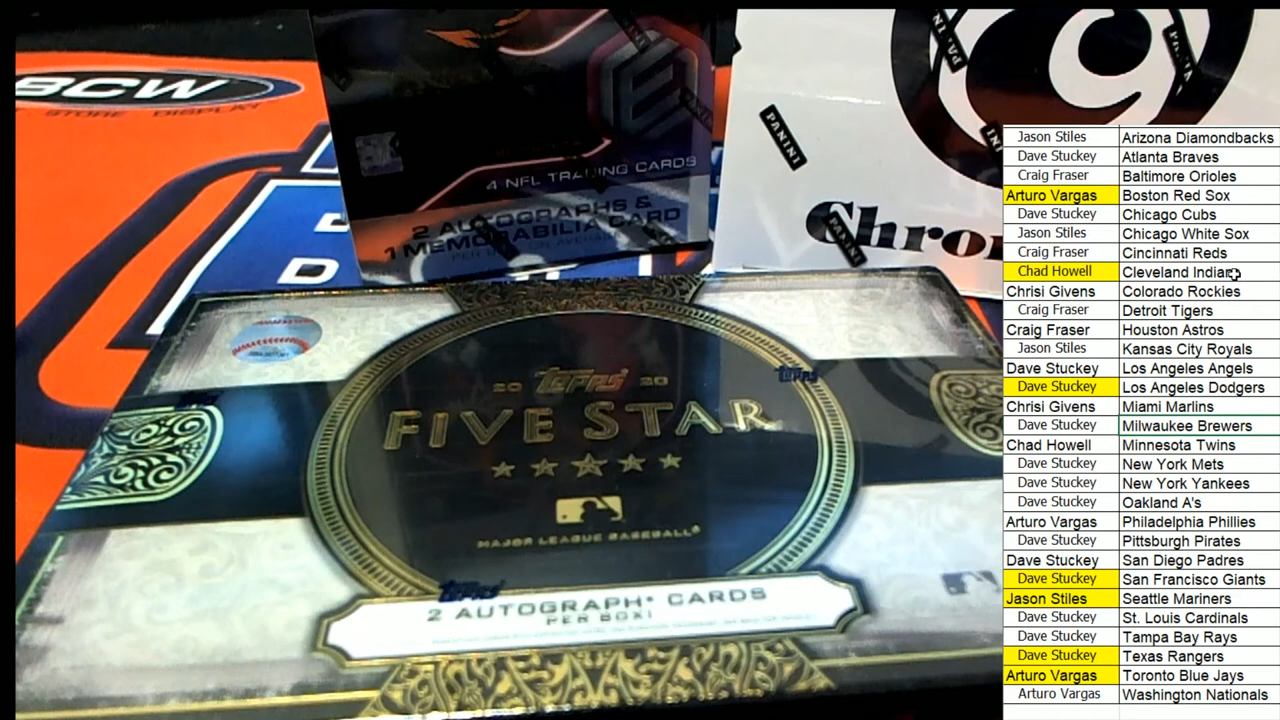 BCW
STORE DISPLAY
D
4 NFL TRADING CARDS
2 AUTOGRAPHS &
1 MEMORABILIA CARD
PANINI
PANINI
PANINI
PANINI
Chron
20 Topps 20
Topps
FIVE STAR
MAJOR LEAGUE BASEBALL®
Topps
2 AUTOGRAPH® CARDS
PER BOX!
Jason Stiles Arizona Diamondbacks
Dave Stuckey Atlanta Braves
Craig Fraser Baltimore Orioles
Arturo Vargas Boston Red Sox
Dave Stuckey Chicago Cubs
Jason Stiles Chicago White Sox
Craig Fraser Cincinnati Reds
Chad Howell Cleveland Indians
Chrisi Givens Colorado Rockies
Craig Fraser Detroit Tigers
Craig Fraser Houston Astros
Jason Stiles Kansas City Royals
Dave Stuckey Los Angeles Angels
Dave Stuckey Los Angeles Dodgers
Chrisi Givens Miami Marlins
Dave Stuckey Milwaukee Brewers
Chad Howell Minnesota Twins
Dave Stuckey New York Mets
Dave Stuckey New York Yankees
Dave Stuckey Oakland A's
Arturo Vargas Philadelphia Phillies
Dave Stuckey Pittsburgh Pirates
Dave Stuckey San Diego Padres
Dave Stuckey San Francisco Giants
Jason Stiles Seattle Mariners
Dave Stuckey St. Louis Cardinals
Dave Stuckey Tampa Bay Rays
Dave Stuckey Texas Rangers
Arturo Vargas Toronto Blue Jays
Arturo Vargas Washington Nationals